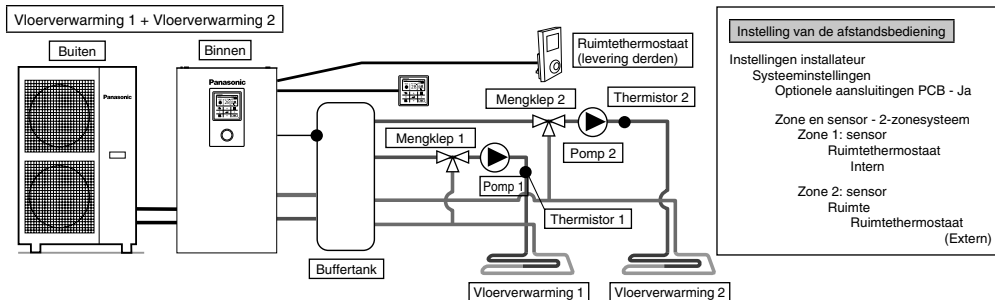 Vloerverwarming 1 + Vloerverwarming 2
Buiten
Binnen
Panasonic
Panasonic
Ruimtethermostaat
(levering derden)
Mengklep 2
Thermistor 2
Mengklep 1
Pomp 2
Pomp 1
Thermistor 1
Buffertank
Vloerverwarming 1
Vloerverwarming 2
Instelling van de afstandsbediening
Instellingen installateur
Systeeminstellingen
Optionele aansluitingen PCB - Ja
Zone en sensor - 2-zonesysteem
Zone 1: sensor
Ruimtethermostaat
Intern
Zone 2: sensor
Ruimte
Ruimtethermostaat
(Extern)